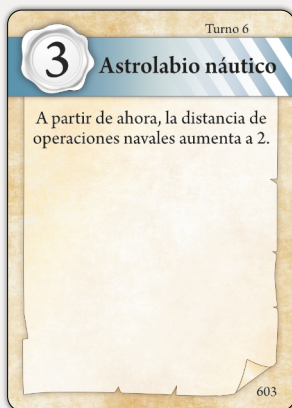 Turno 6
3
Astrolabio náutico
A partir de ahora, la distancia de
operaciones navales aumenta a 2.
603